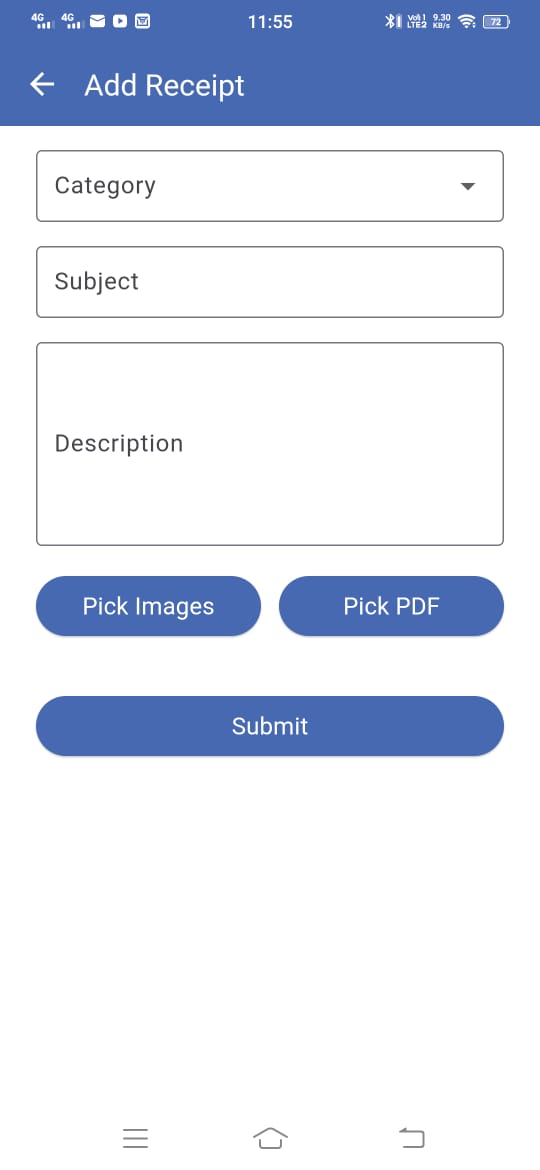 4G 4G 11:55 Vo) 1 LTE2 9.30 KB/s 72
Add Receipt
Category
Subject
Description
Pick Images Pick PDF
Submit